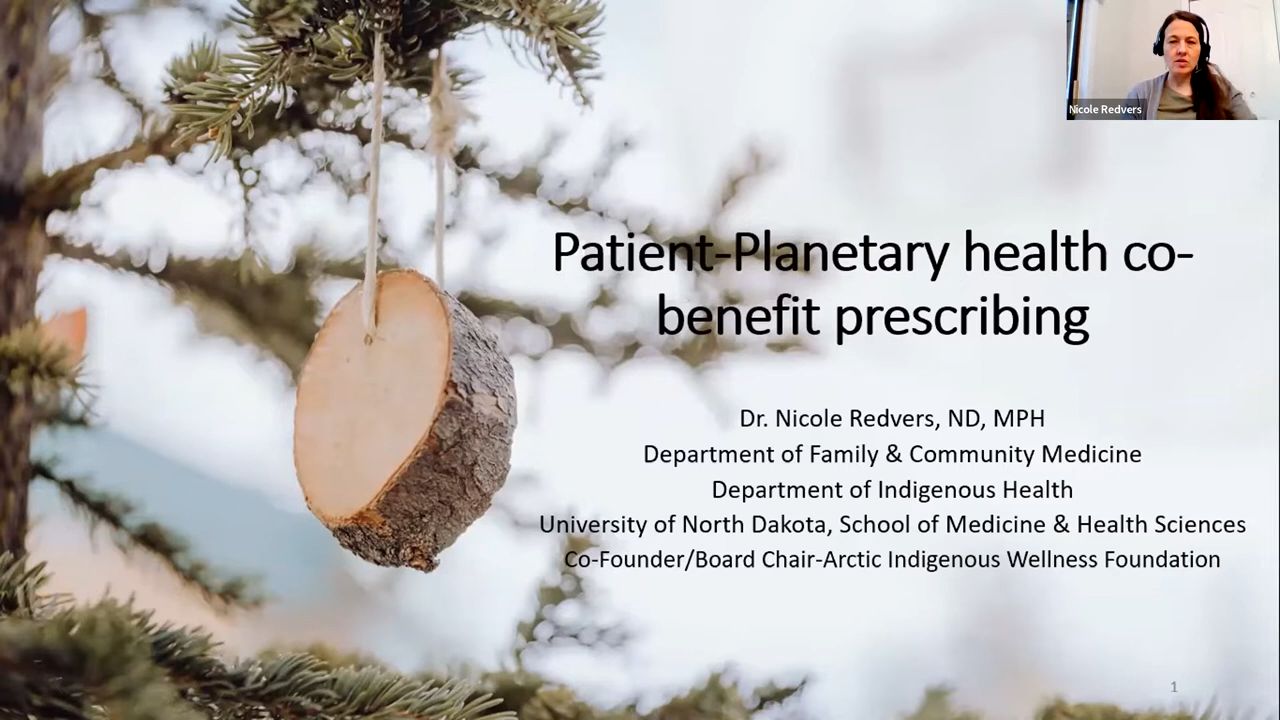 Nicole Redvers
Patient-Planetary health co-
benefit prescribing
Dr. Nicole Redvers, ND, MPH
Department of Family & Community Medicine
Department of Indigenous Health
University of North Dakota, School of Medicine & Health Sciences
Co-Founder/Board Chair-Arctic Indigenous Wellness Foundation
1